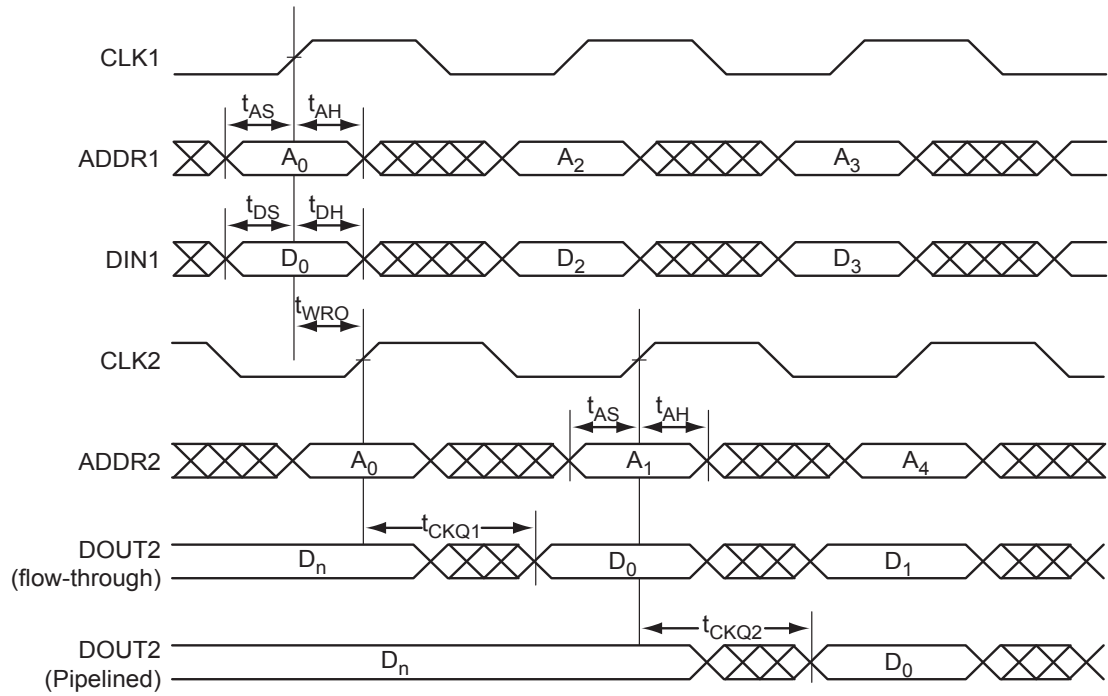 CLK1
tAS tAH
ADDR1 A0 A2 A3
tDS tDH
DIN1 D0 D2 D3
tWRO
CLK2
tAS tAH
ADDR2 A0 A1 A4
tCKQ1
DOUT2
(flow-through) Dn D0 D1
tCKQ2
DOUT2
(Pipelined) Dn D0